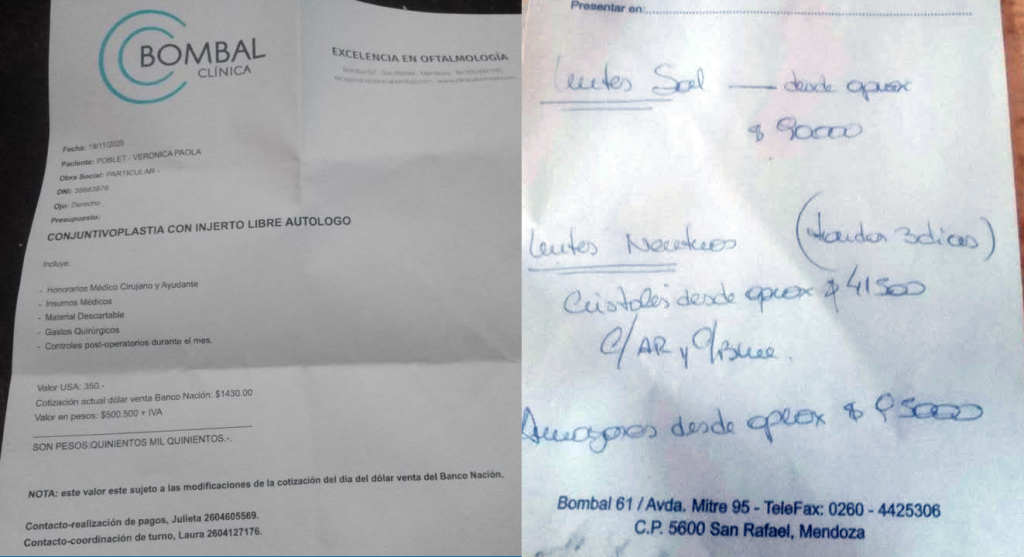 BOMBAL
CLÍNICA
EXCELENCIA EN OFTALMOLOGÍA
Fecha: 19/11/2025
Paciente: POBLET - VERONICA PAOLA
Obra Social: PARTICULAR -
DNI:
Ojo: Derecho
Presupuesto:
CONJUNTIVOPLASTIA CON INJERTO LIBRE AUTOLOGO
Incluye:
- Honorarios Médico Cirujano y Ayudante
- Insumos Médicos
- Material Descartable
- Gastos Quirúrgicos
- Controles post-operatorios durante el mes.
Valor USA: 350.-
Cotización actual dólar venta Banco Nación: $1430.00
Valor en pesos: $500.500 + IVA
SON PESOS:QUINIENTOS MIL QUINIENTOS.-.
NOTA: este valor este sujeto a las modificaciones de la cotización del día del dólar venta del Banco Nación.
Contacto-realización de pagos, Julieta 2604605569.
Contacto-coordinación de turno, Laura 2604127176.
Presentar en:
Lentes Sol — desde aprox
$ 90000
Lentes (tardan 3 dias)
Cristales desde aprox $ 41500
C/AR y C/Blue.
Armazones desde aprox $ 95000
Bombal 61 / Avda. Mitre 95 - TeleFax: 0260 - 4425306
C.P. 5600 San Rafael, Mendoza